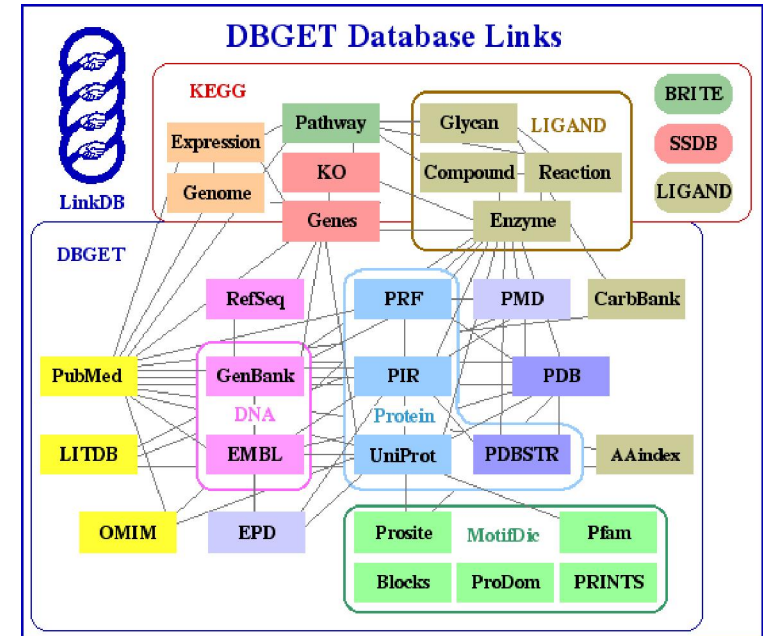 DBGET Database Links
LinkDB
KEGG
Pathway
Glycan
LIGAND
BRITE
Expression
KO
Compound
Reaction
SSDB
Genome
Genes
Enzyme
LIGAND
DBGET
RefSeq
PRF
PMD
CarbBank
PubMed
GenBank
PIR
PDB
DNA
Protein
LITDB
EMBL
UniProt
PDBSTR
AAindex
OMIM
EPD
Prosite
MotifDic
Pfam
Blocks
ProDom
PRINTS